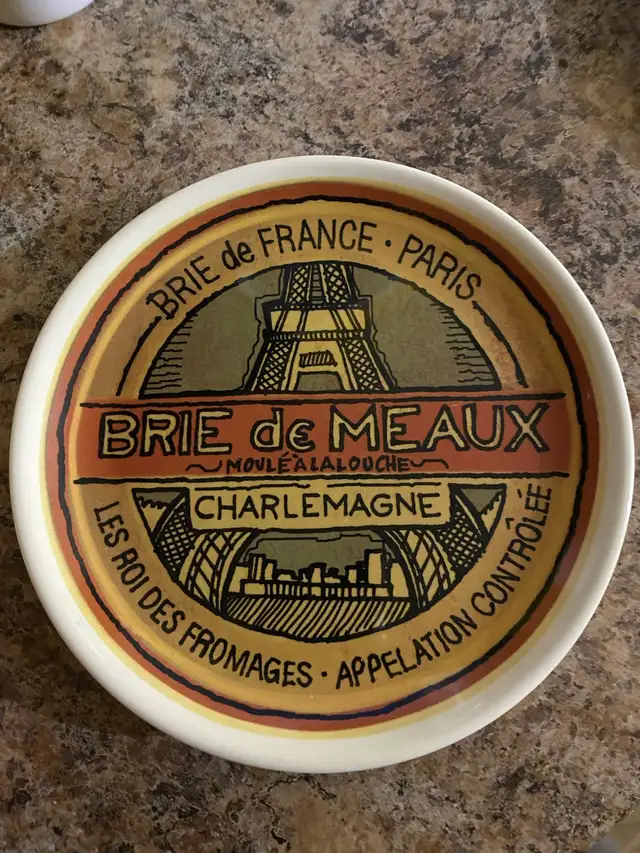 BRIE de FRANCE · PARIS
BRIE de MEAUX
MOULÉ À LA LOUCHE
CHARLEMAGNE
LES ROI DES FROMAGES · APPELATION CONTRÔLÉE